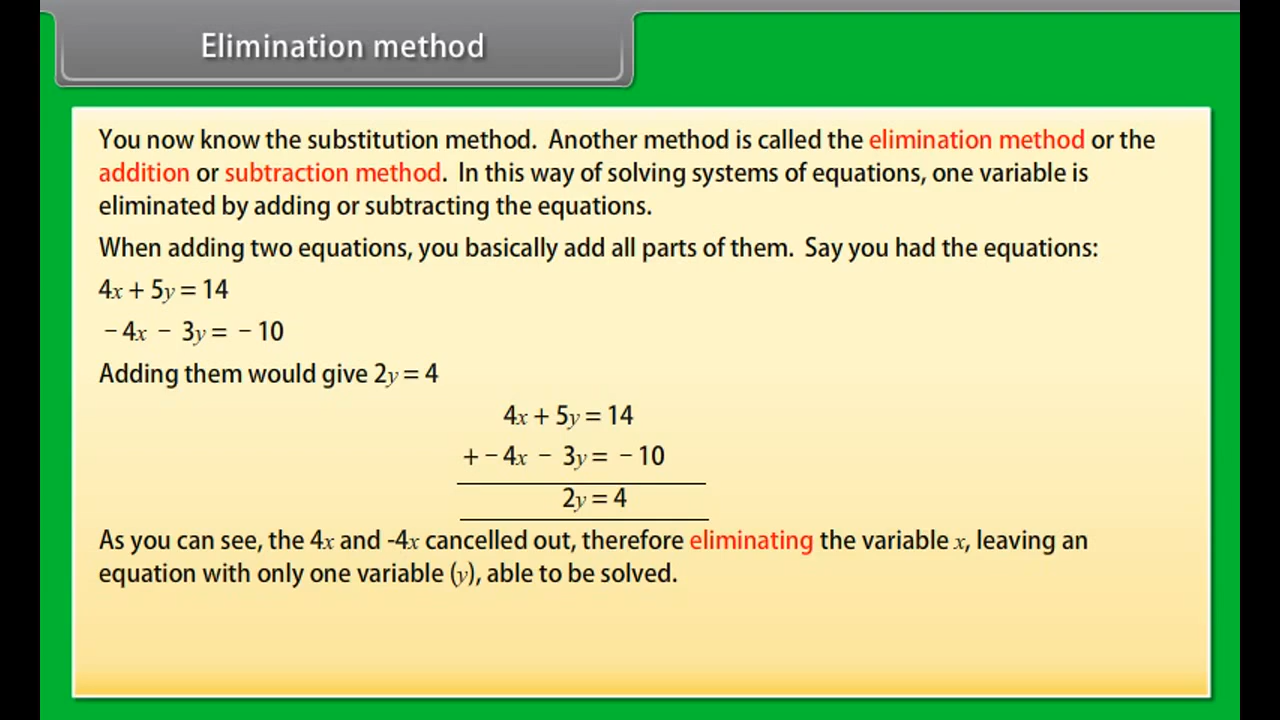 Elimination method
You now know the substitution method.  Another method is called the elimination method or the
addition or subtraction method.  In this way of solving systems of equations, one variable is
eliminated by adding or subtracting the equations.
When adding two equations, you basically add all parts of them.  Say you had the equations:
4x + 5y = 14
− 4x − 3y = − 10
Adding them would give 2y = 4
4x + 5y = 14
+ − 4x − 3y = − 10
2y = 4
As you can see, the 4x and -4x cancelled out, therefore eliminating the variable x, leaving an
equation with only one variable (y), able to be solved.